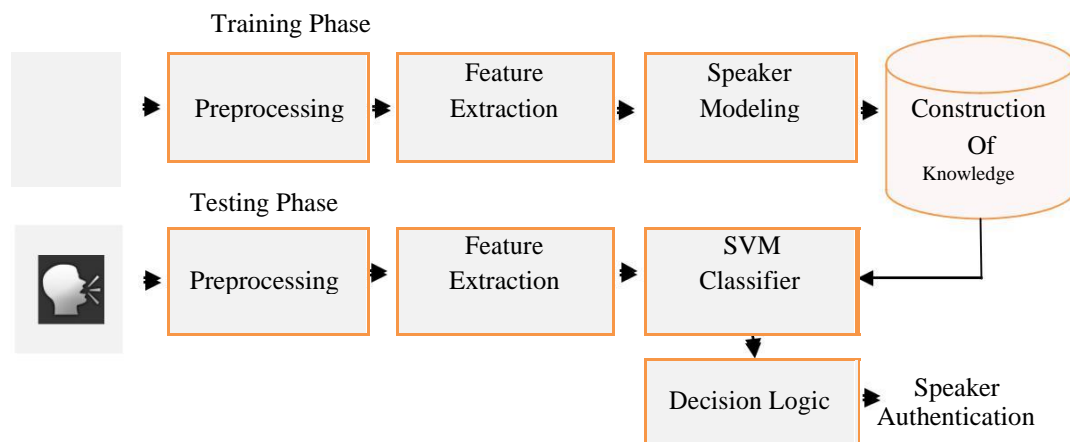 Training Phase
Preprocessing
Feature
Extraction
Speaker
Modeling
Construction
Of
Knowledge
Testing Phase
Preprocessing
Feature
Extraction
SVM
Classifier
Decision Logic
Speaker
Authentication